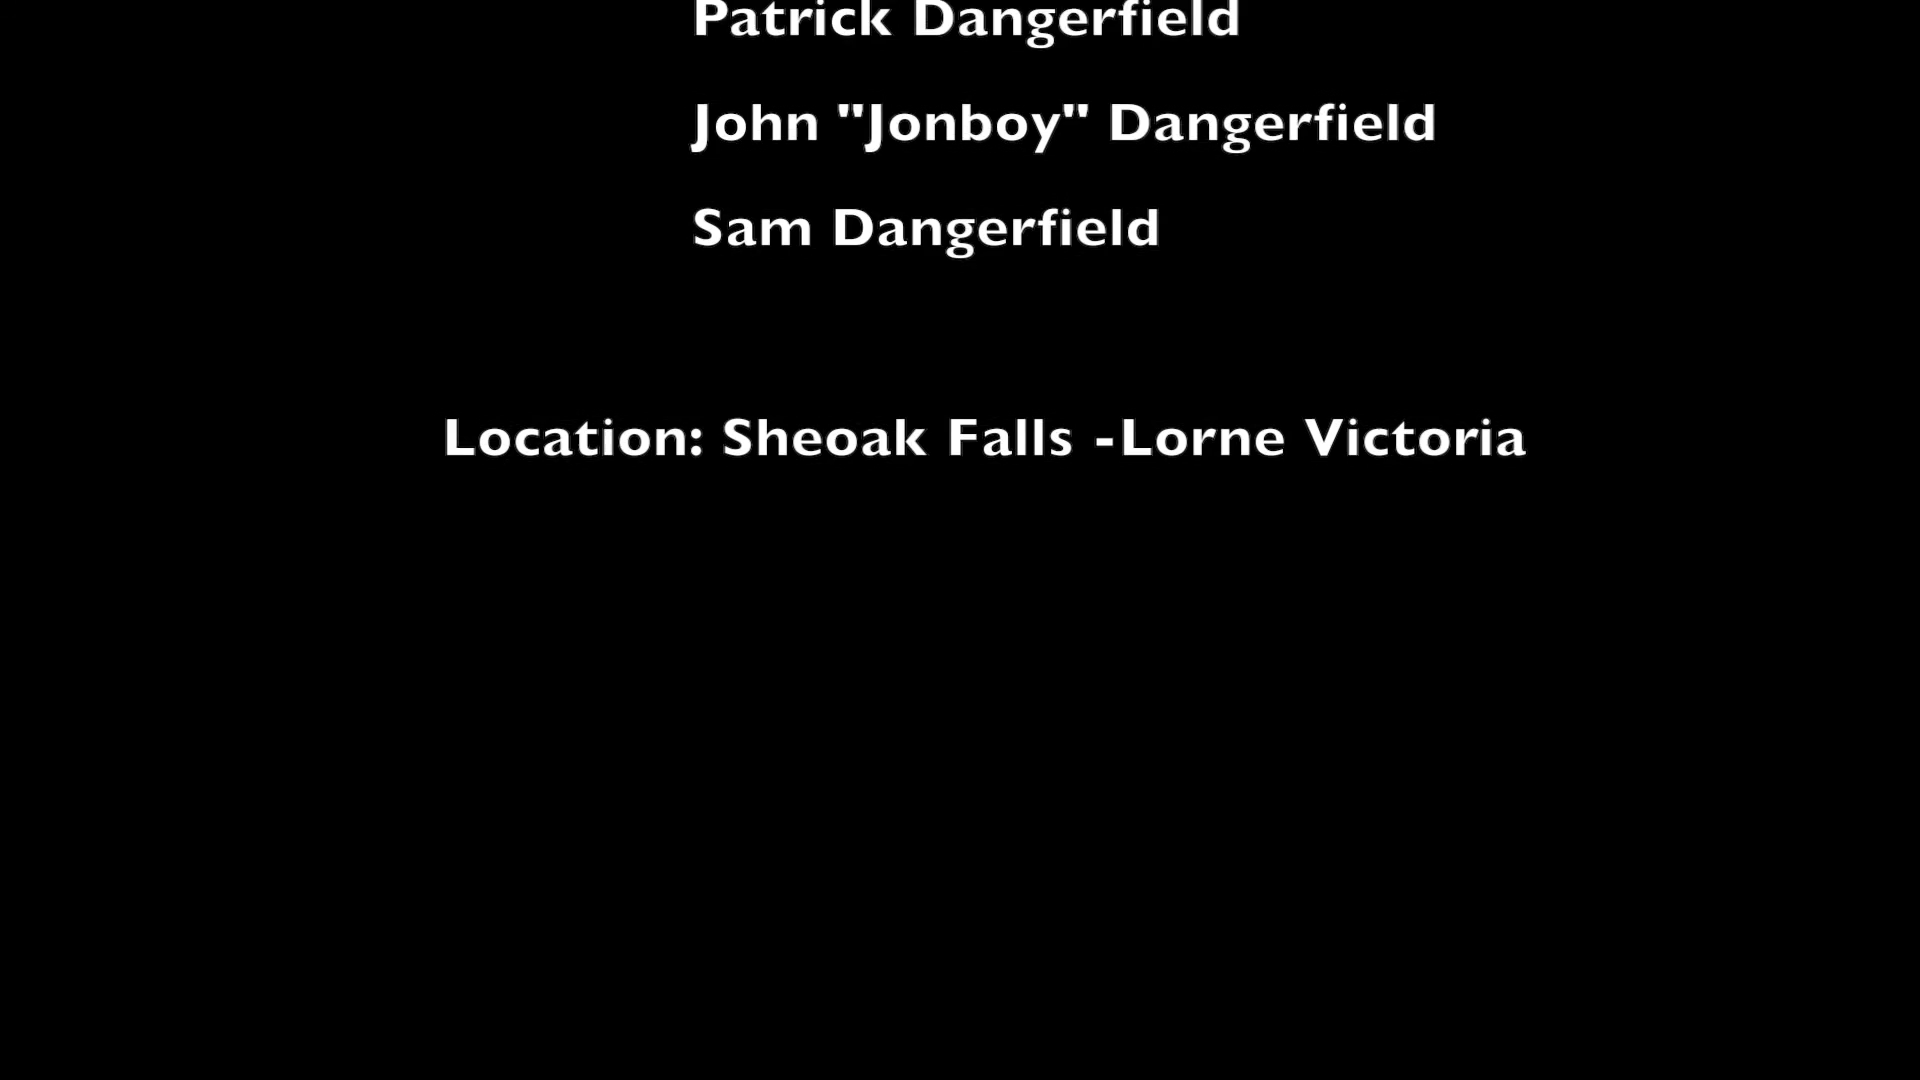 Patrick Dangerfield
John "Jonboy" Dangerfield
Sam Dangerfield
Location: Sheoak Falls -Lorne Victoria